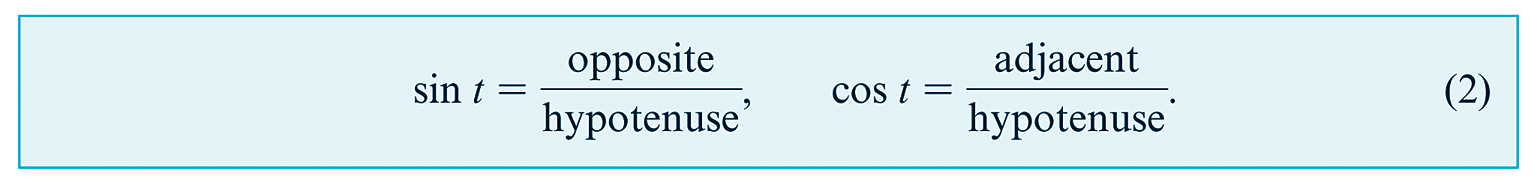 sin t = opposite/hypotenuse, cos t = adjacent/hypotenuse. (2)